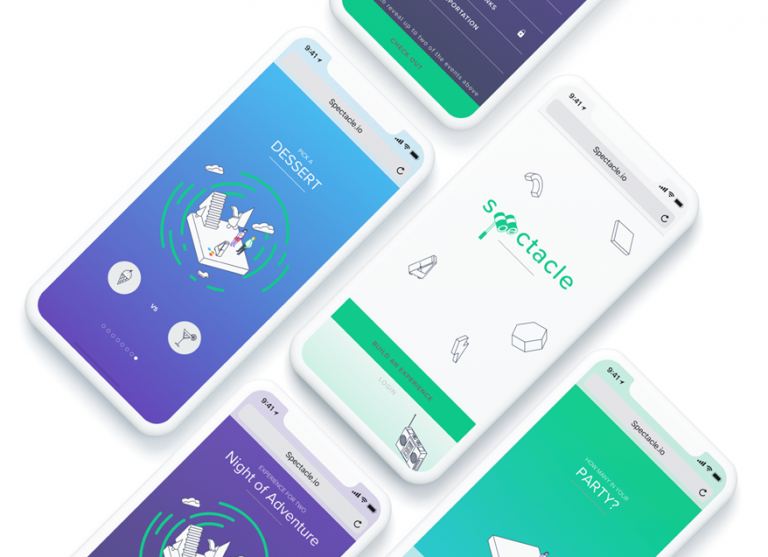 PORTATION
to reveal up to two of the events above
CHECK OUT
9:41
Spectacle.io
PICK A
DESSERT
VS
9:41
Spectacle.io
spectacle
BUILD AN EXPERIENCE
LOGIN
9:41
Spectacle.io
EXPERIENCE FOR TWO
Night of Adventure
9:41
Spectacle.io
HOW MANY IN YOUR
PARTY?